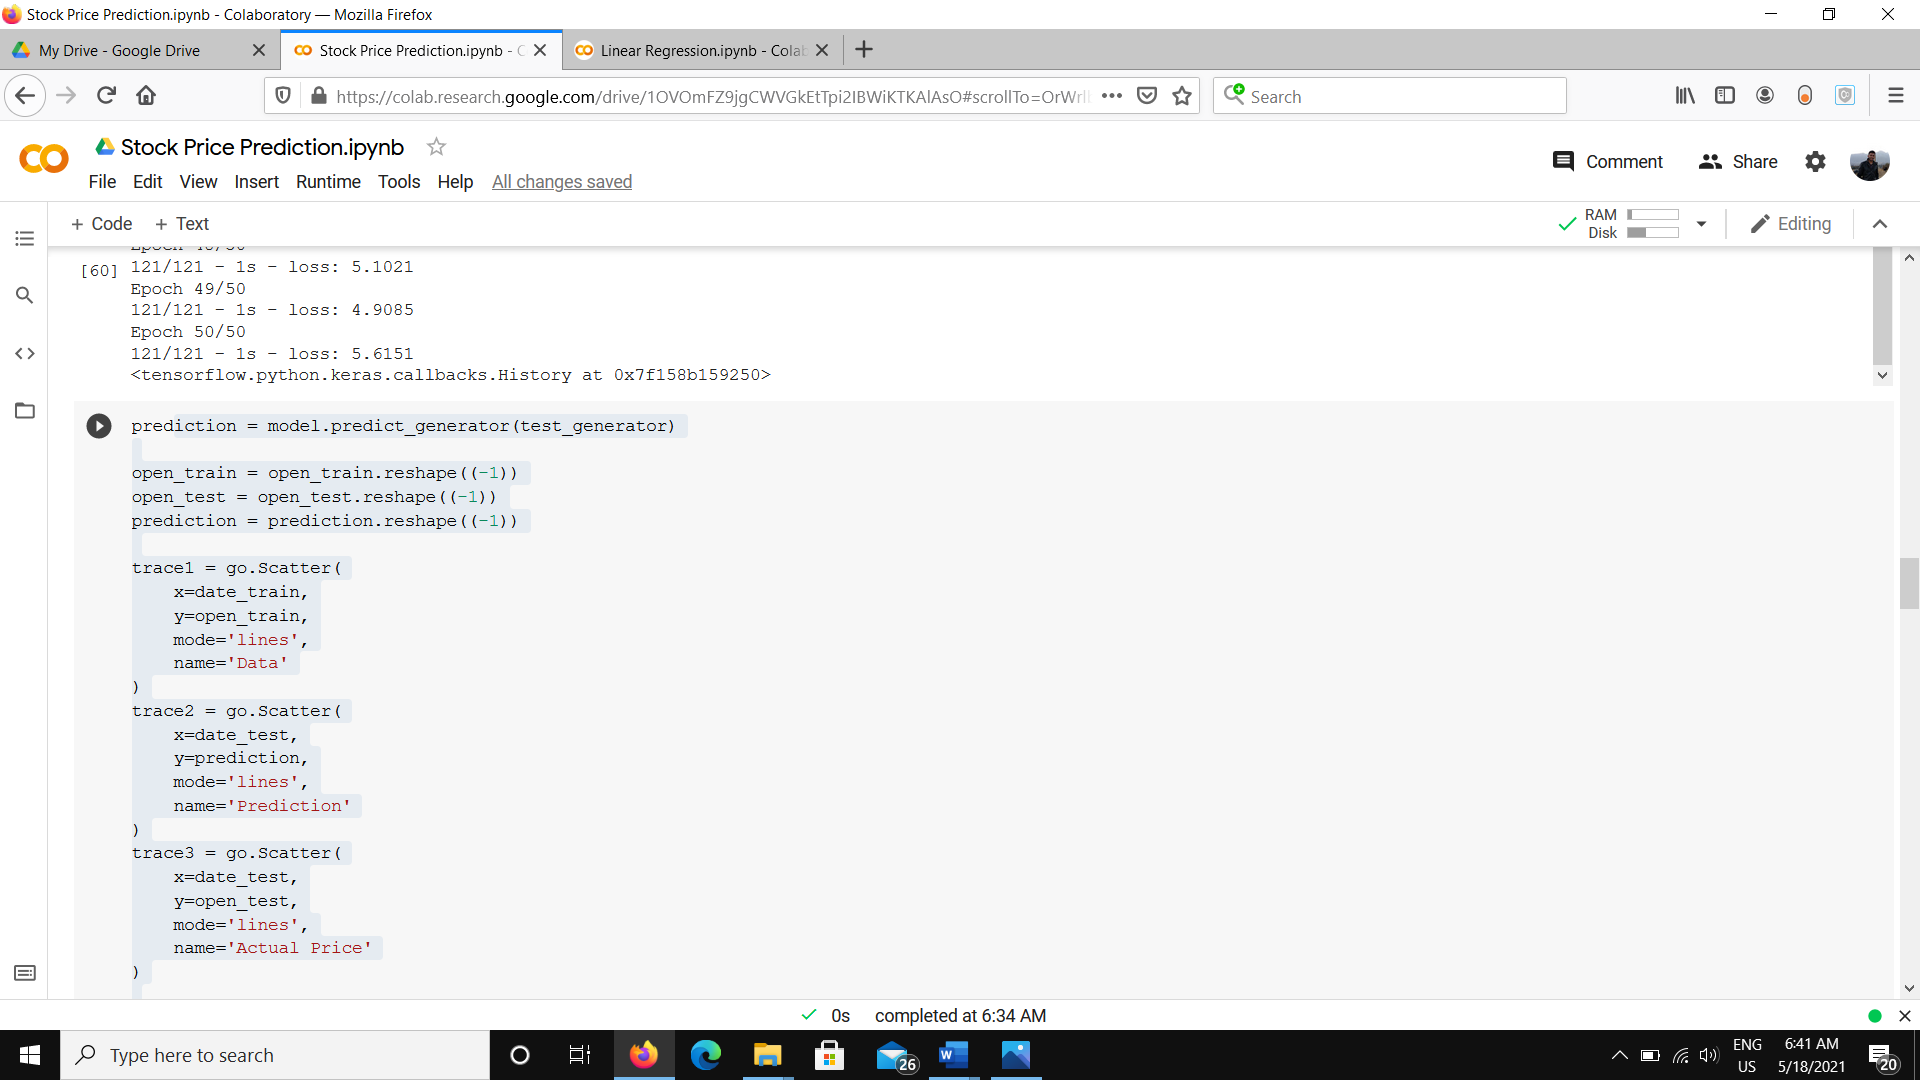 Stock Price Prediction.ipynb - Colaboratory — Mozilla Firefox
My Drive - Google Drive
Stock Price Prediction.ipynb - C
Linear Regression.ipynb - Colab
https://colab.research.google.com/drive/1OVOmFZ9jgCWVGkEtTpi2IBWiKTKAlAsO#scrollTo=OrWrl
Search
Stock Price Prediction.ipynb
Comment
Share
File Edit View Insert Runtime Tools Help All changes saved
+ Code + Text
RAM
Disk
Editing
[60] 121/121 - 1s - loss: 5.1021
Epoch 49/50
121/121 - 1s - loss: 4.9085
Epoch 50/50
121/121 - 1s - loss: 5.6151
<tensorflow.python.keras.callbacks.History at 0x7f158b159250>
prediction = model.predict_generator(test_generator)
open_train = open_train.reshape((-1))
open_test = open_test.reshape((-1))
prediction = prediction.reshape((-1))
trace1 = go.Scatter(
x=date_train,
y=open_train,
mode='lines',
name='Data'
)
trace2 = go.Scatter(
x=date_test,
y=prediction,
mode='lines',
name='Prediction'
)
trace3 = go.Scatter(
x=date_test,
y=open_test,
mode='lines',
name='Actual Price'
)
0s completed at 6:34 AM
Type here to search
26
ENG
US
6:41 AM
5/18/2021
20